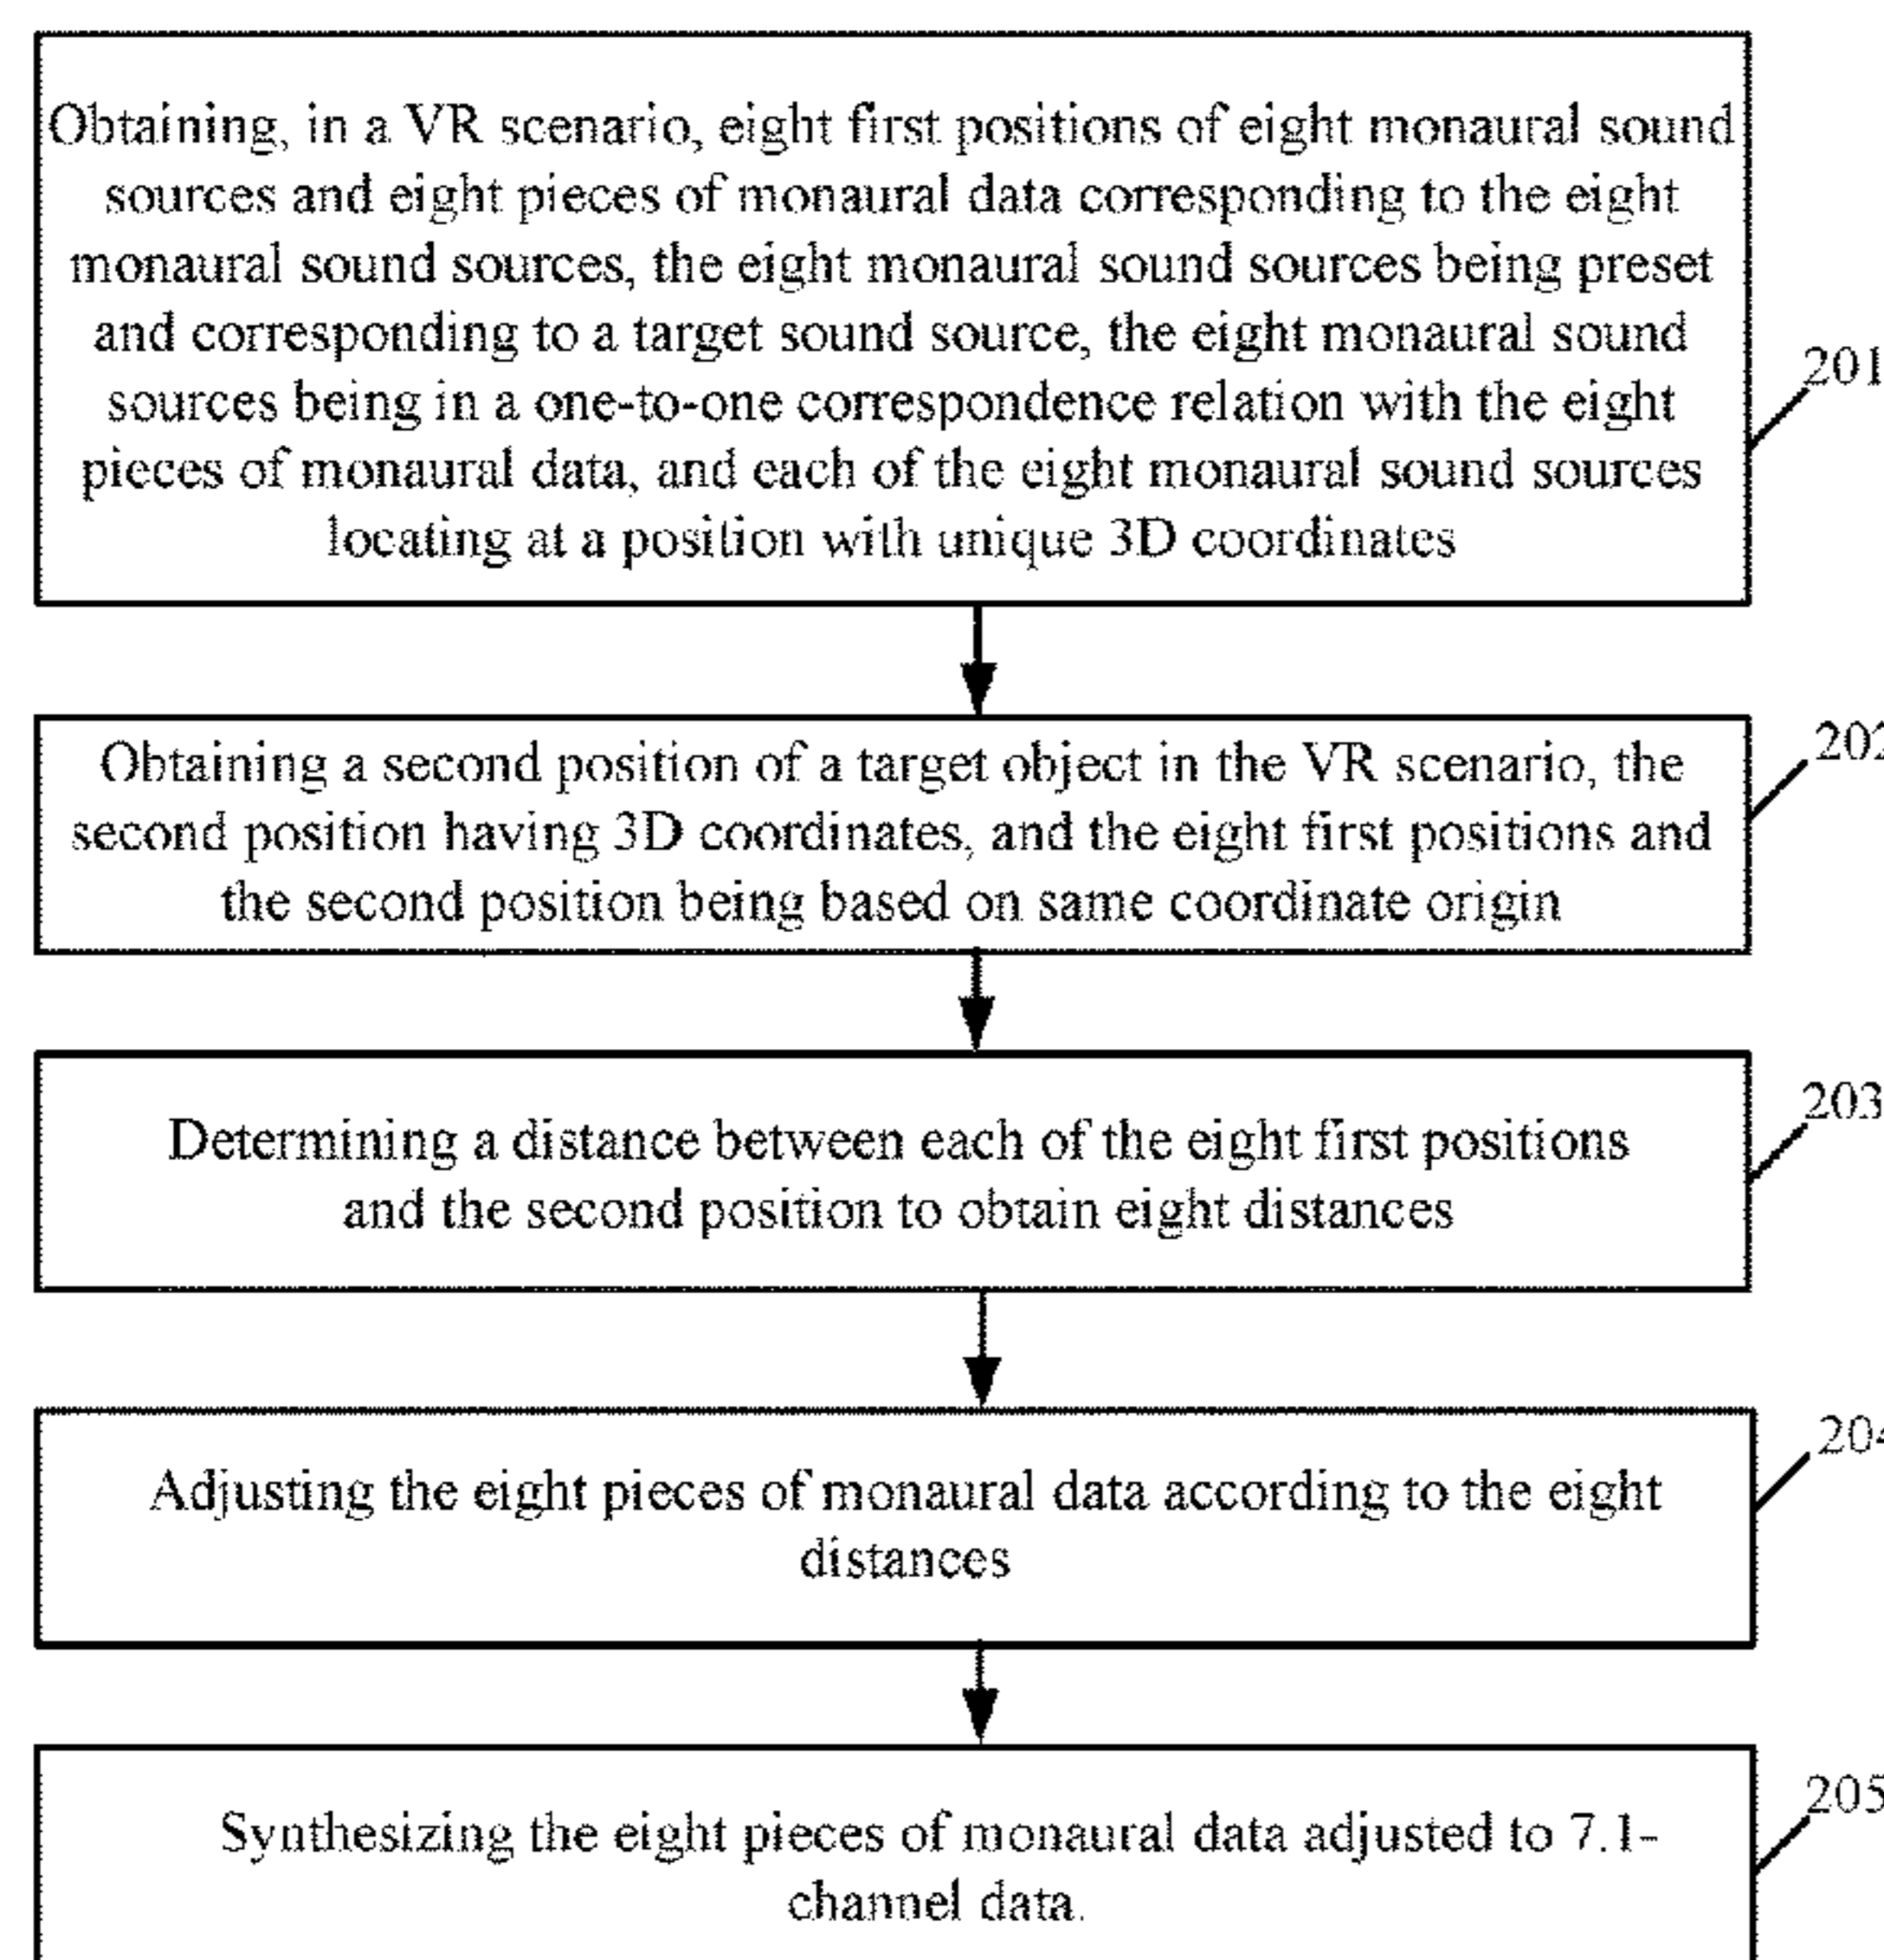 Obtaining, in a VR scenario, eight first positions of eight monaural sound
sources and eight pieces of monaural data corresponding to the eight
monaural sound sources, the eight monaural sound sources being preset
and corresponding to a target sound source, the eight monaural sound
sources being in a one-to-one correspondence relation with the eight
pieces of monaural data, and each of the eight monaural sound sources
locating at a position with unique 3D coordinates
201
Obtaining a second position of a target object in the VR scenario, the
second position having 3D coordinates, and the eight first positions and
the second position being based on same coordinate origin
202
Determining a distance between each of the eight first positions
and the second position to obtain eight distances
203
Adjusting the eight pieces of monaural data according to the eight
distances
204
Synthesizing the eight pieces of monaural data adjusted to 7.1-
channel data.
205